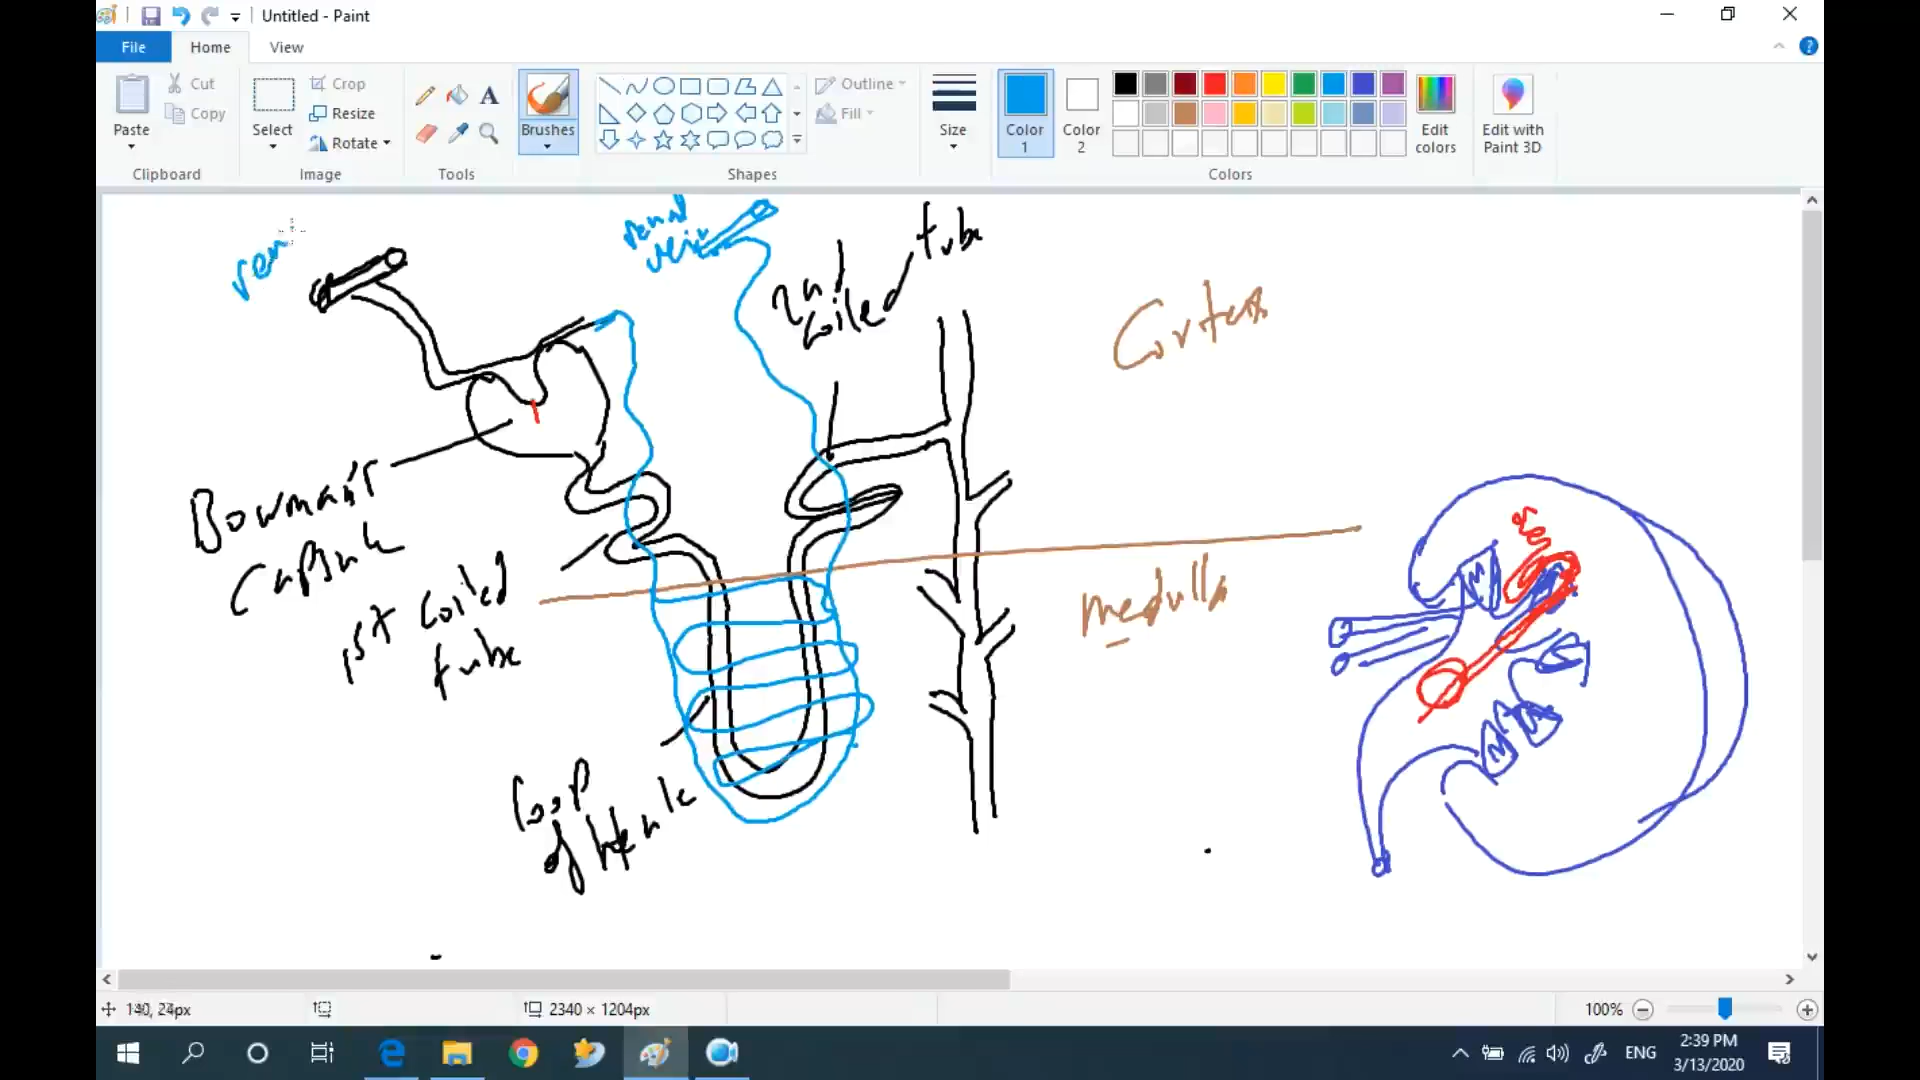 Untitled - Paint
File
Home
View
Paste
Cut
Copy
Clipboard
Select
Crop
Resize
Rotate
Image
Tools
Brushes
Shapes
Outline
Fill
Size
Color
1
Color
2
Edit
colors
Edit with
Paint 3D
Colors
ren
renal
vein
2nd
coiled
tube
Cortex
Bowman's
Capsule
1st coiled
tube
medulla
Loop
of Henle
140, 24px
2340 × 1204px
100%
ENG
2:39 PM
3/13/2020